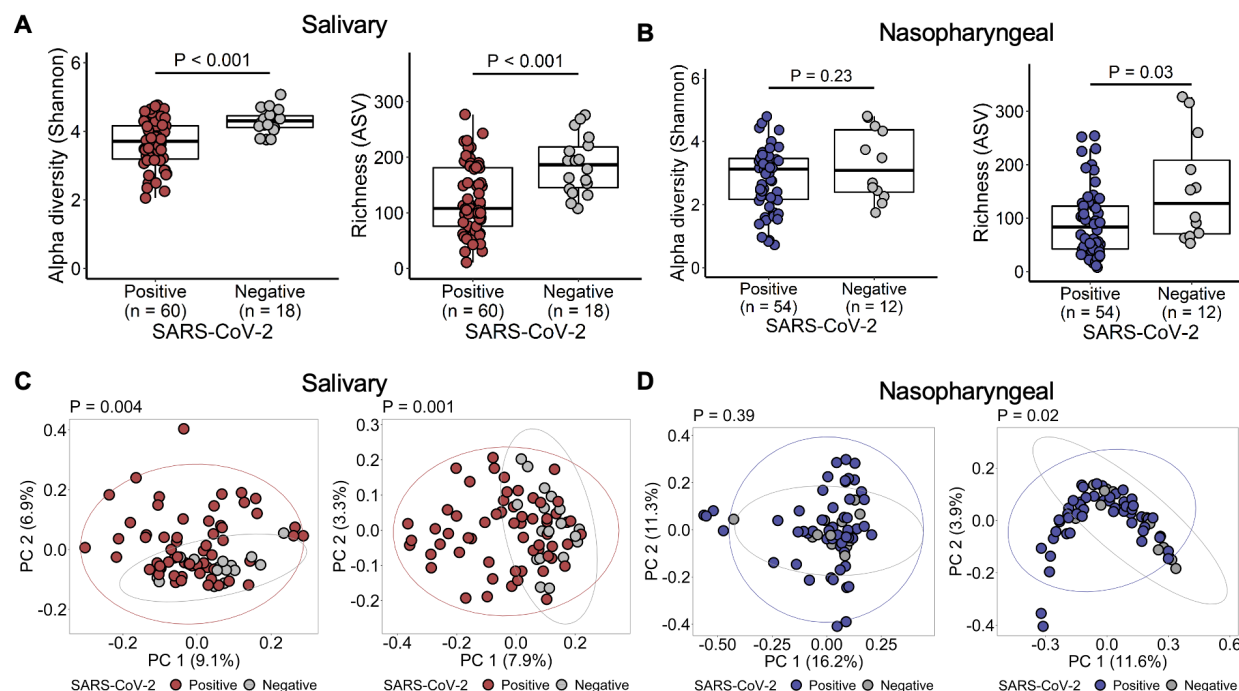 A
Salivary
Alpha diversity (Shannon)
6
4
2
0
P < 0.001
Positive
(n = 60)
Negative
(n = 18)
SARS-CoV-2
Richness (ASV)
300
200
100
0
P < 0.001
Positive
(n = 60)
Negative
(n = 18)
SARS-CoV-2
B
Nasopharyngeal
Alpha diversity (Shannon)
6
4
2
0
P = 0.23
Positive
(n = 54)
Negative
(n = 12)
SARS-CoV-2
Richness (ASV)
300
200
100
0
P = 0.03
Positive
(n = 54)
Negative
(n = 12)
SARS-CoV-2
C
Salivary
P = 0.004
PC 2 (6.9%)
0.4
0.2
0.0
-0.2
-0.2
0.0
0.2
PC 1 (9.1%)
SARS-CoV-2 Positive Negative
P = 0.001
PC 2 (3.3%)
0.3
0.2
0.1
0.0
-0.1
-0.2
-0.4
-0.2
0.0
0.2
PC 1 (7.9%)
SARS-CoV-2 Positive Negative
D
Nasopharyngeal
P = 0.39
PC 2 (11.3%)
0.4
0.2
0.0
-0.2
-0.4
-0.50
-0.25
0.00
0.25
PC 1 (16.2%)
SARS-CoV-2 Positive Negative
P = 0.02
PC 2 (3.9%)
0.2
0.0
-0.2
-0.4
-0.3
0.0
0.3
0.6
PC 1 (11.6%)
SARS-CoV-2 Positive Negative